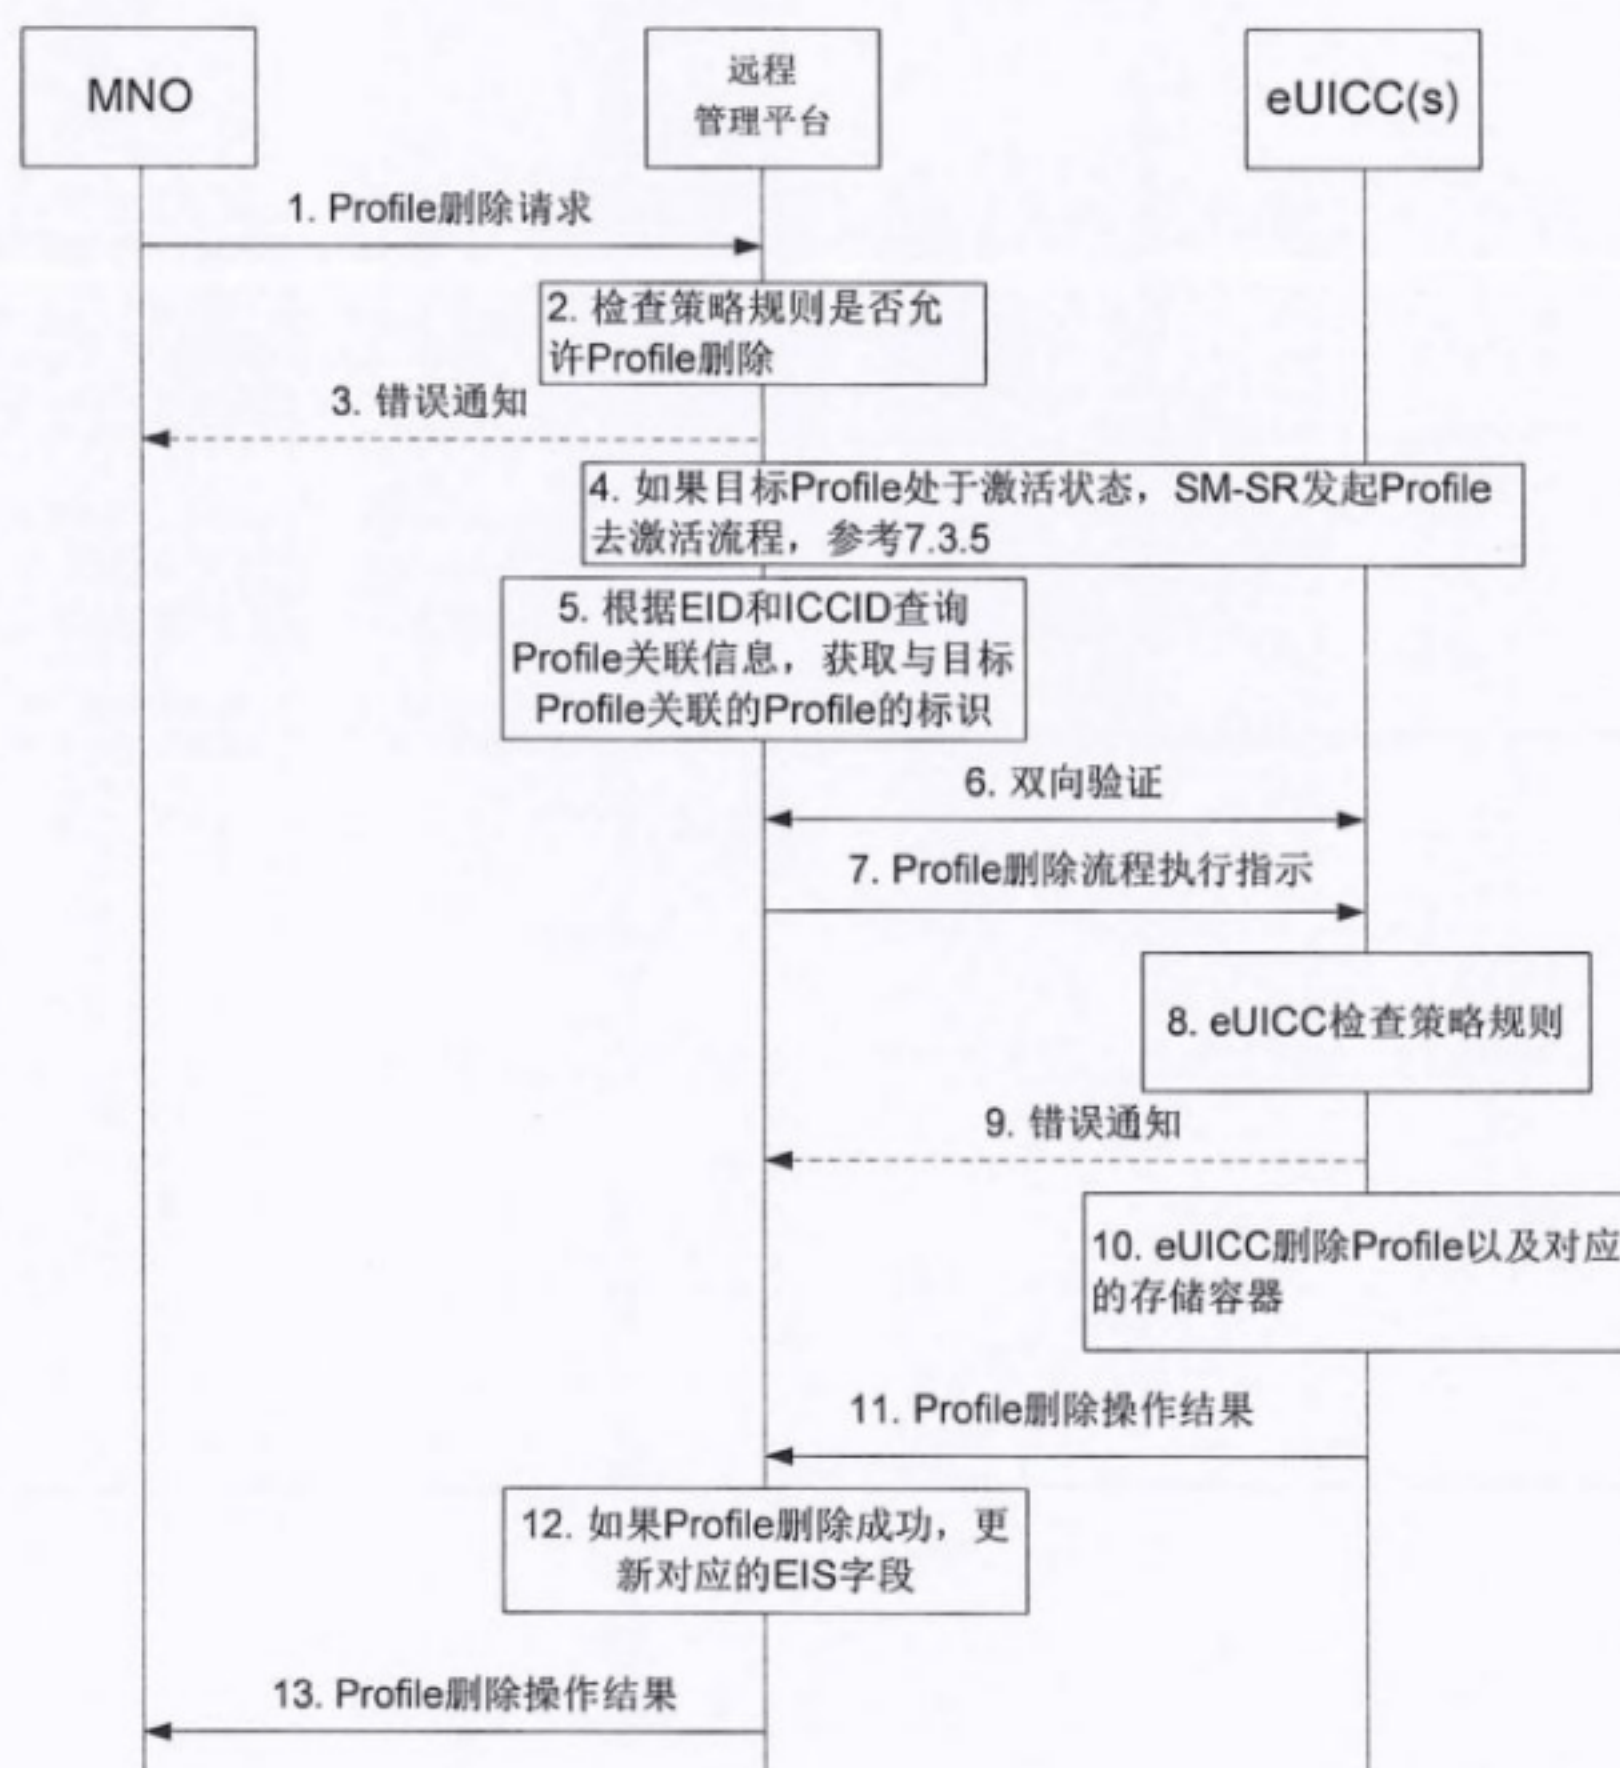 MNO
远程
管理平台
eUICC(s)
1. Profile删除请求
2. 检查策略规则是否允
许Profile删除
3. 错误通知
4. 如果目标Profile处于激活状态，SM-SR发起Profile
去激活流程，参考7.3.5
5. 根据EID和ICCID查询
Profile关联信息，获取与目标
Profile关联的Profile的标识
6. 双向验证
7. Profile删除流程执行指示
8. eUICC检查策略规则
9. 错误通知
10. eUICC删除Profile以及对应
的存储容器
11. Profile删除操作结果
12. 如果Profile删除成功，更
新对应的EIS字段
13. Profile删除操作结果